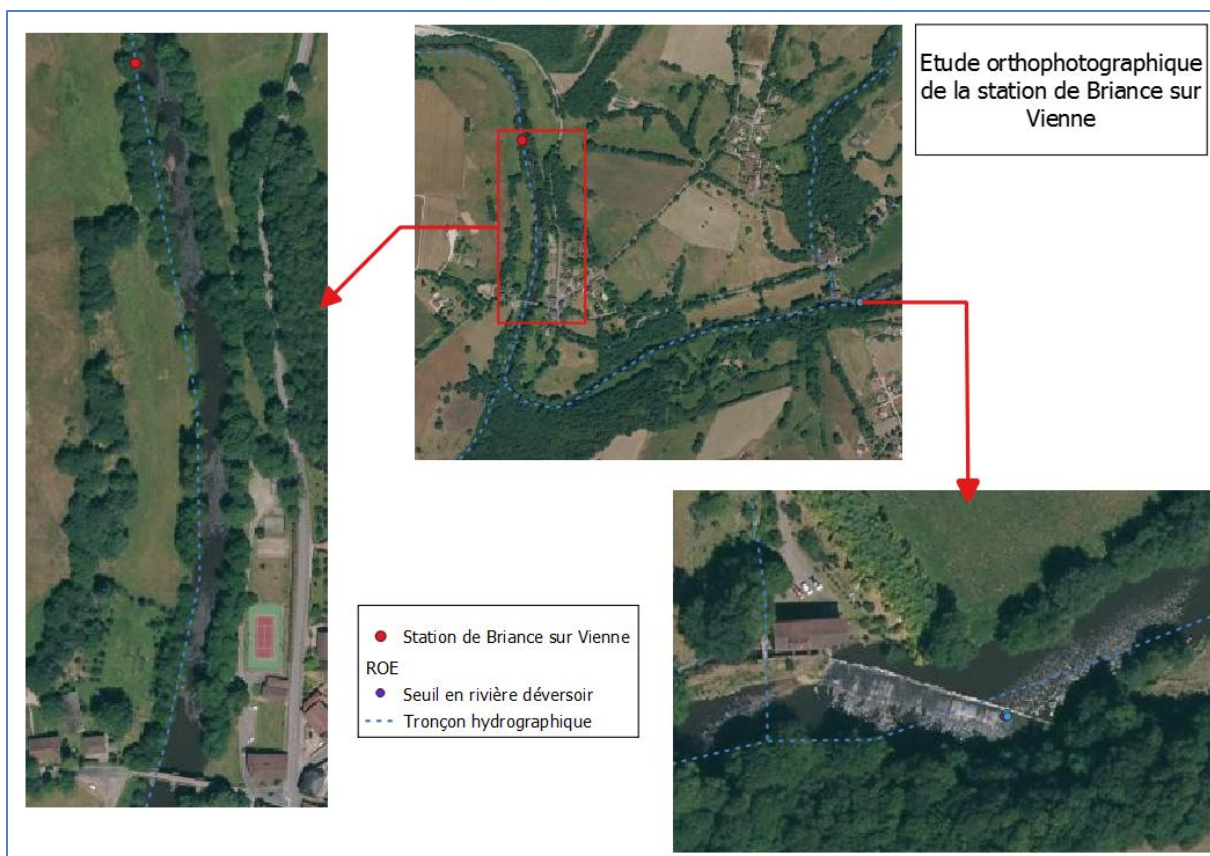 Etude orthophotographique
de la station de Briance sur
Vienne
Station de Briance sur Vienne
ROE
Seuil en rivière déversoir
Tronçon hydrographique